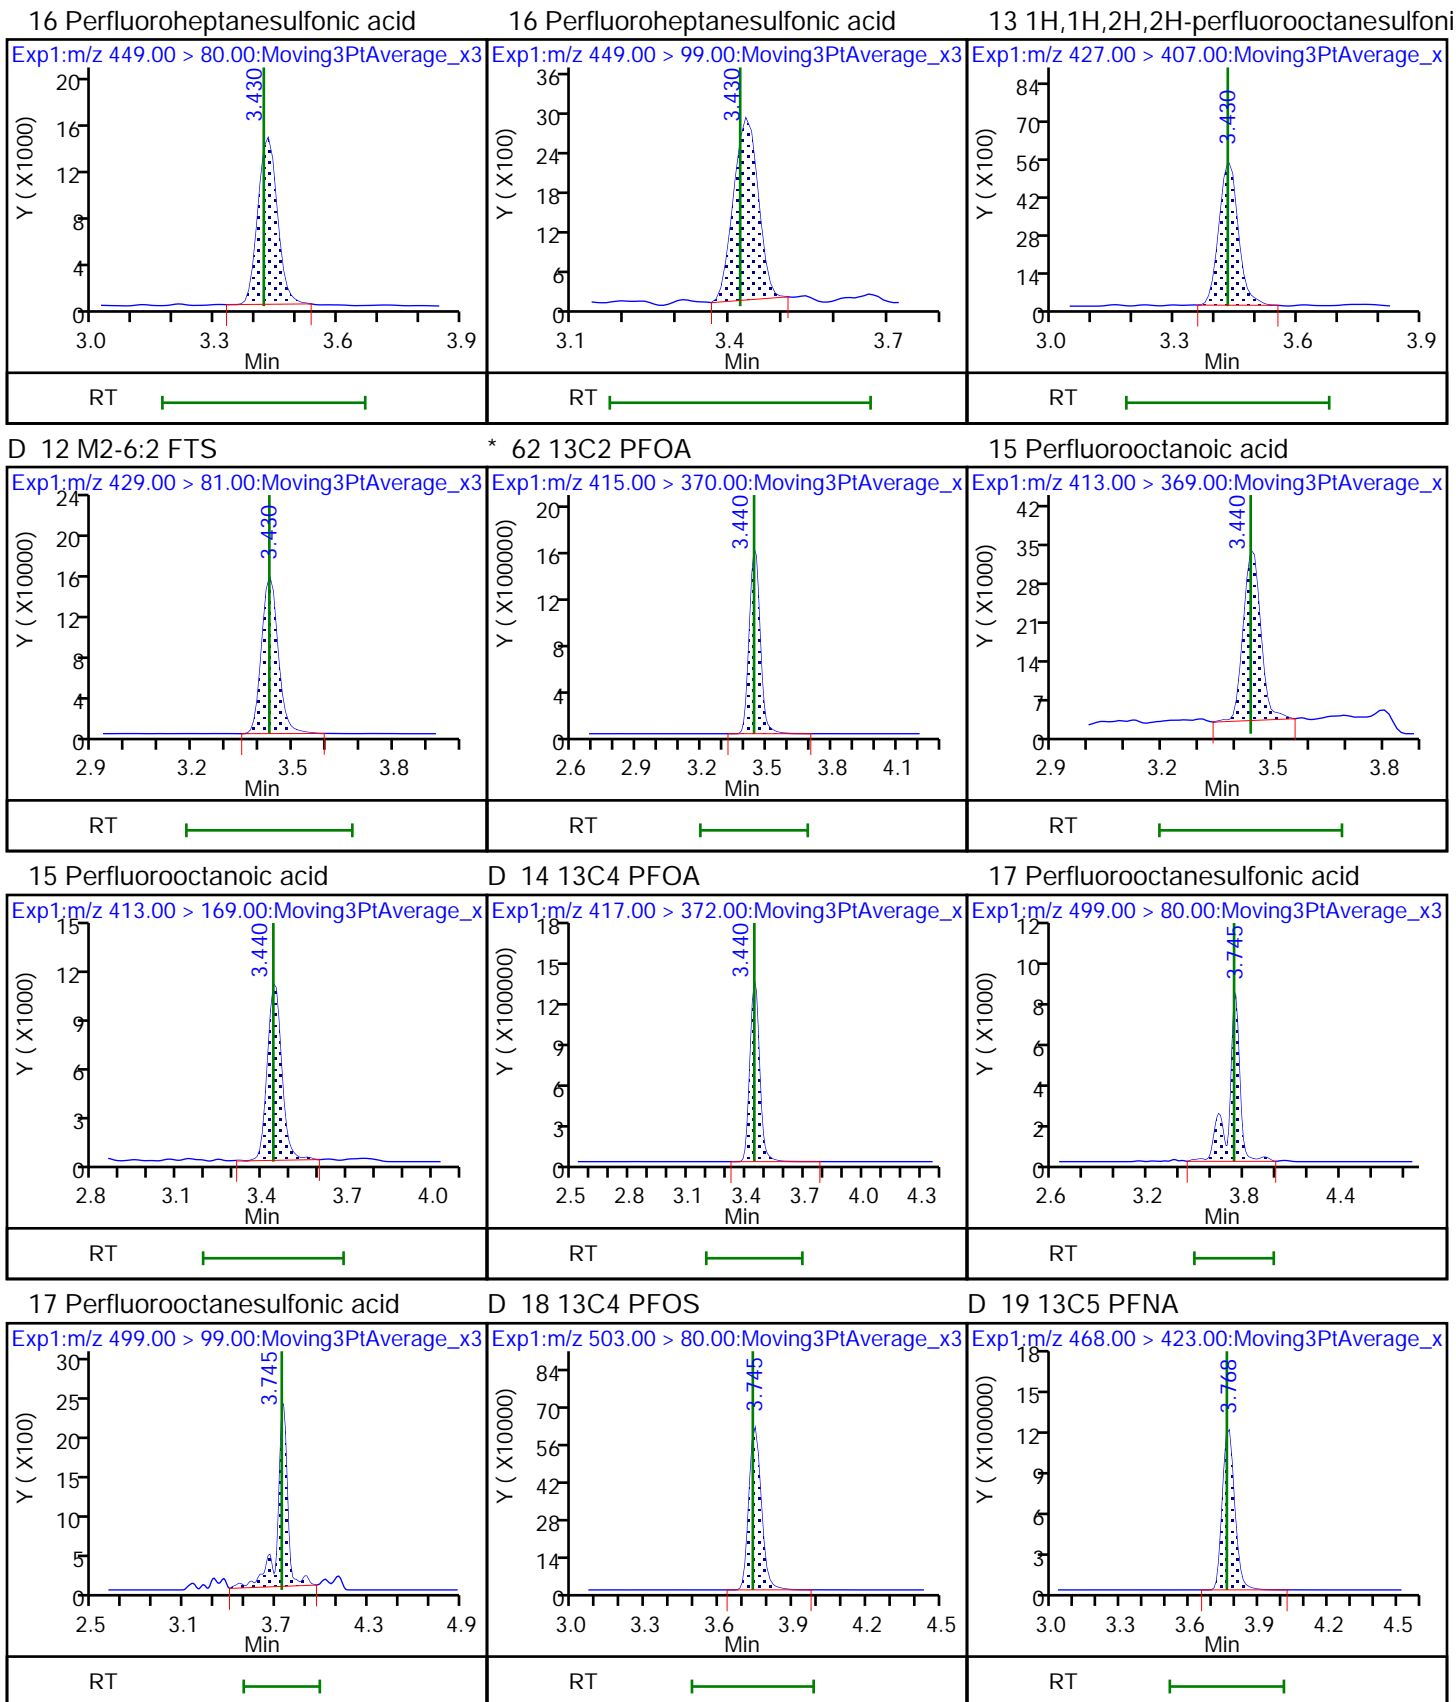 16 Perfluoroheptanesulfonic acid
Exp1:m/z 449.00 > 80.00:Moving3PtAverage_x3
3.430
Y ( X1000)
20
16
12
8
4
0
3.0 3.3 3.6 3.9
Min
RT
16 Perfluoroheptanesulfonic acid
Exp1:m/z 449.00 > 99.00:Moving3PtAverage_x3
3.430
Y ( X100)
36
30
24
18
12
6
0
3.1 3.4 3.7
Min
RT
13 1H,1H,2H,2H-perfluorooctanesulfoni
Exp1:m/z 427.00 > 407.00:Moving3PtAverage_x
3.430
Y ( X100)
84
70
56
42
28
14
0
3.0 3.3 3.6 3.9
Min
RT
D 12 M2-6:2 FTS
Exp1:m/z 429.00 > 81.00:Moving3PtAverage_x3
3.430
Y ( X10000)
24
20
16
12
8
4
0
2.9 3.2 3.5 3.8
Min
RT
* 62 13C2 PFOA
Exp1:m/z 415.00 > 370.00:Moving3PtAverage_x
3.440
Y ( X100000)
20
16
12
8
4
0
2.6 2.9 3.2 3.5 3.8 4.1
Min
RT
15 Perfluorooctanoic acid
Exp1:m/z 413.00 > 369.00:Moving3PtAverage_x
3.440
Y ( X1000)
42
35
28
21
14
7
0
2.9 3.2 3.5 3.8
Min
RT
15 Perfluorooctanoic acid
Exp1:m/z 413.00 > 169.00:Moving3PtAverage_x
3.440
Y ( X1000)
15
12
9
6
3
0
2.8 3.1 3.4 3.7 4.0
Min
RT
D 14 13C4 PFOA
Exp1:m/z 417.00 > 372.00:Moving3PtAverage_x
3.440
Y ( X100000)
18
15
12
9
6
3
0
2.5 2.8 3.1 3.4 3.7 4.0 4.3
Min
RT
17 Perfluorooctanesulfonic acid
Exp1:m/z 499.00 > 80.00:Moving3PtAverage_x3
3.745
Y ( X1000)
12
10
8
6
4
2
0
2.6 3.2 3.8 4.4
Min
RT
17 Perfluorooctanesulfonic acid
Exp1:m/z 499.00 > 99.00:Moving3PtAverage_x3
3.745
Y ( X100)
30
25
20
15
10
5
0
2.5 3.1 3.7 4.3 4.9
Min
RT
D 18 13C4 PFOS
Exp1:m/z 503.00 > 80.00:Moving3PtAverage_x3
3.745
Y ( X10000)
84
70
56
42
28
14
0
3.0 3.3 3.6 3.9 4.2 4.5
Min
RT
D 19 13C5 PFNA
Exp1:m/z 468.00 > 423.00:Moving3PtAverage_x
3.768
Y ( X100000)
18
15
12
9
6
3
0
3.0 3.3 3.6 3.9 4.2 4.5
Min
RT